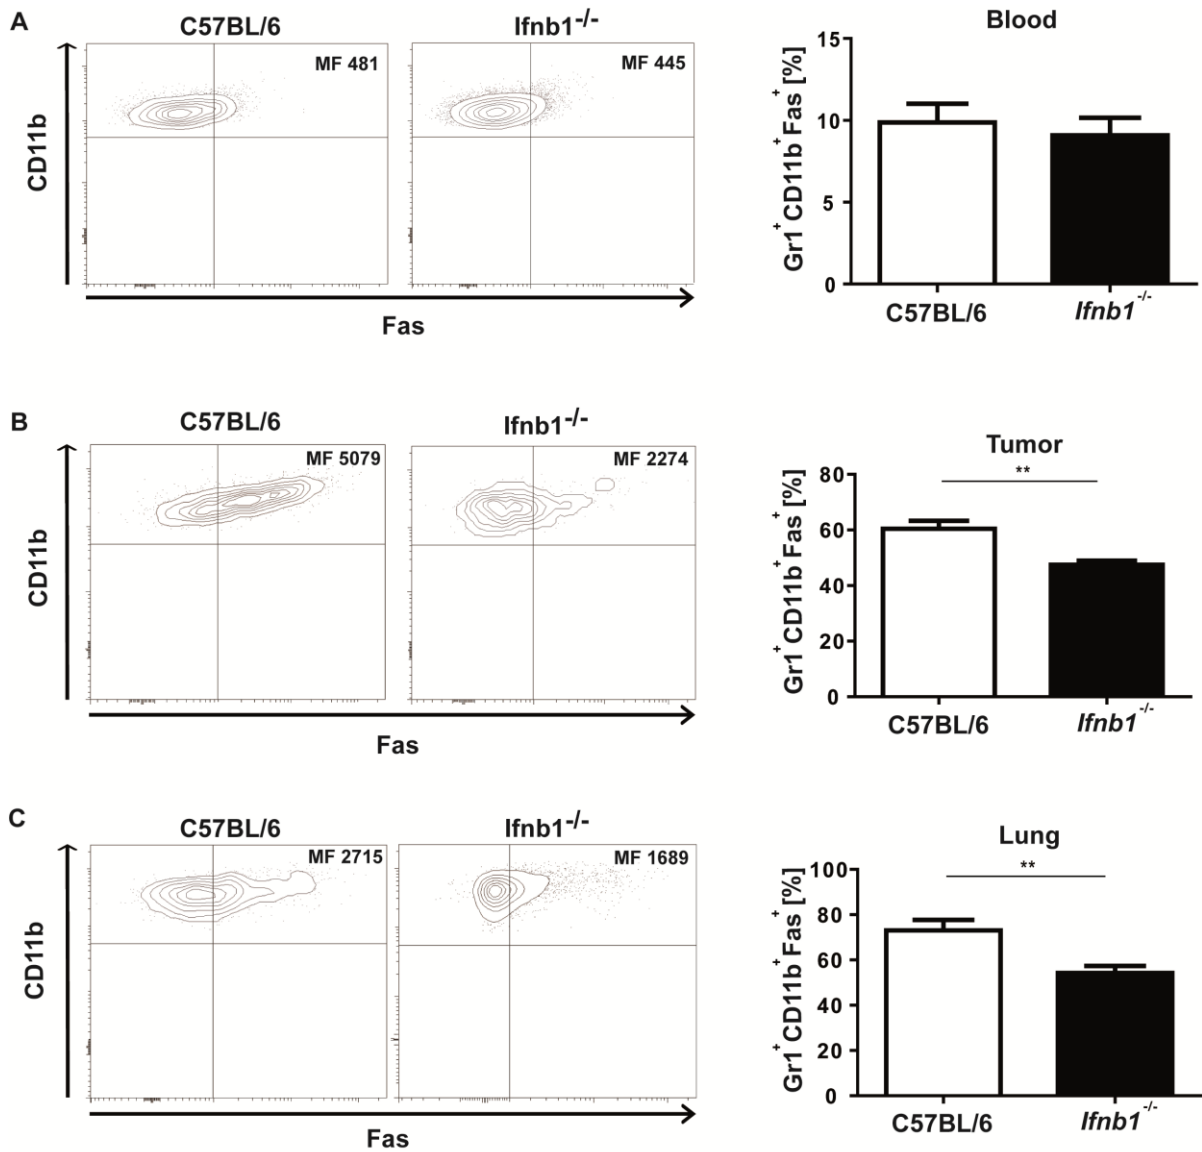 A
C57BL/6
Ifnb1-/-
Blood
MF 481
MF 445
CD11b
Fas
Gr1+ CD11b+ Fas+ [%]
15
10
5
0
C57BL/6
Ifnb1-/-
B
C57BL/6
Ifnb1-/-
Tumor
MF 5079
MF 2274
CD11b
Fas
**
Gr1+ CD11b+ Fas+ [%]
80
60
40
20
0
C57BL/6
Ifnb1-/-
C
C57BL/6
Ifnb1-/-
Lung
MF 2715
MF 1689
CD11b
Fas
**
Gr1+ CD11b+ Fas+ [%]
100
80
60
40
20
0
C57BL/6
Ifnb1-/-